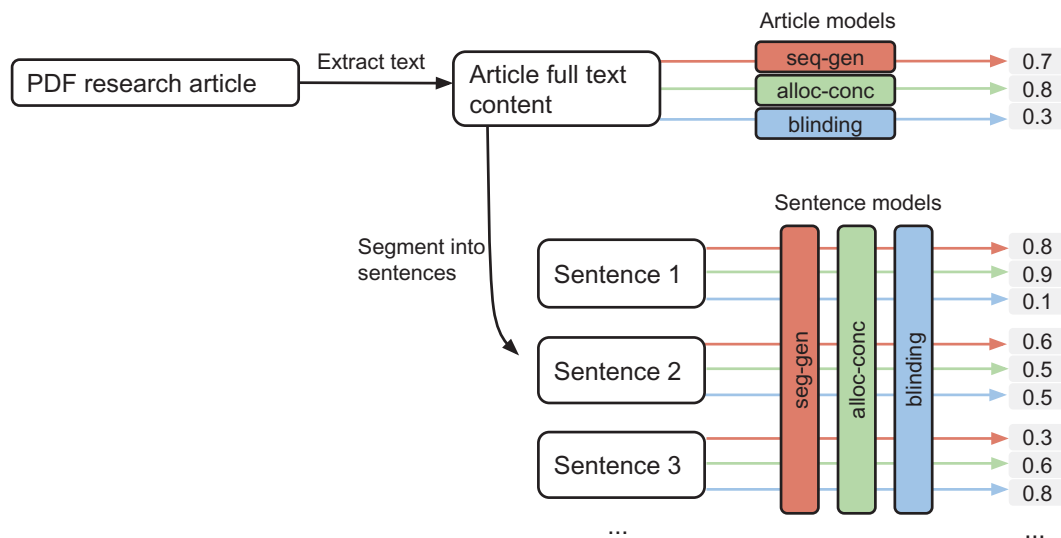 Article models
PDF research article
Extract text
Article full text
content
seq-gen
alloc-conc
blinding
0.7
0.8
0.3
Segment into
sentences
Sentence models
Sentence 1
Sentence 2
Sentence 3
...
seg-gen
alloc-conc
blinding
0.8
0.9
0.1
0.6
0.5
0.5
0.3
0.6
0.8
...